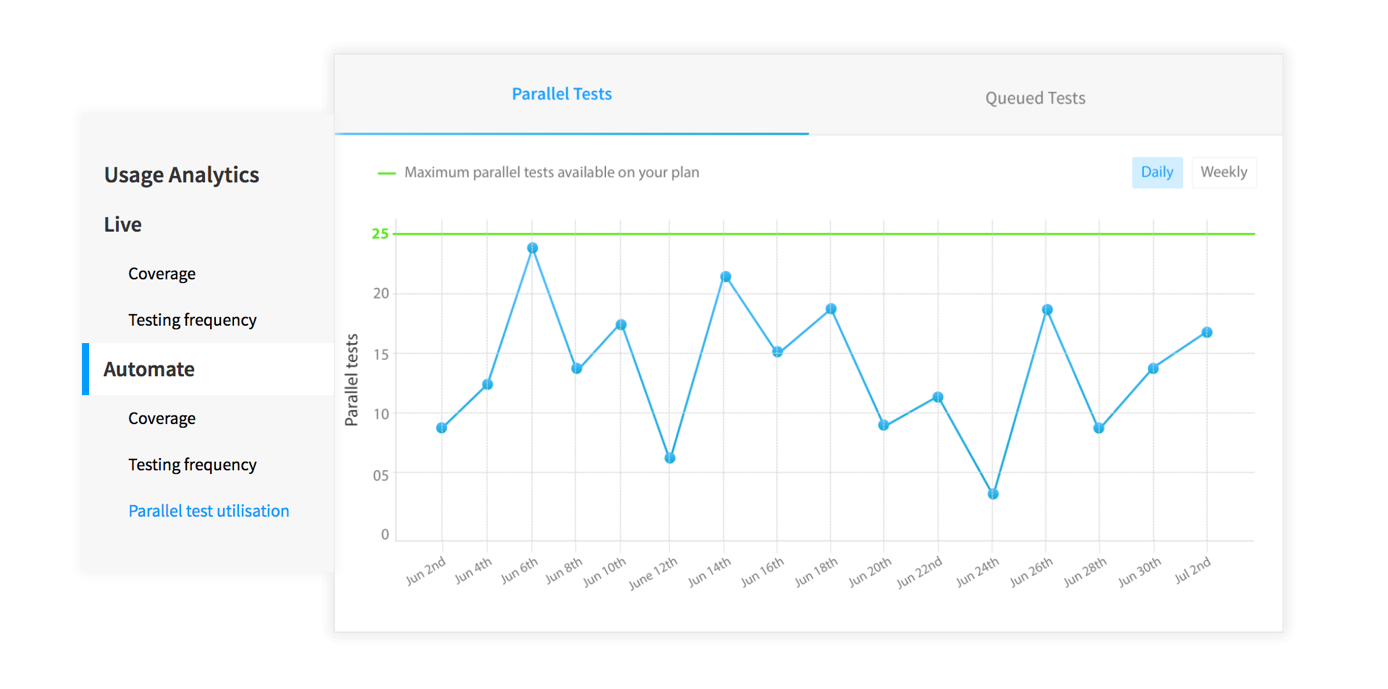 Parallel Tests
Queued Tests
Usage Analytics
Live
Coverage
Testing frequency
Automate
Coverage
Testing frequency
Parallel test utilisation
Maximum parallel tests available on your plan
Daily
Weekly
Parallel tests
25
20
15
10
05
0
Jun 2nd
Jun 4th
Jun 6th
Jun 8th
Jun 10th
June 12th
Jun 14th
Jun 16th
Jun 18th
Jun 20th
Jun 22nd
Jun 24th
Jun 26th
Jun 28th
Jun 30th
Jul 2nd